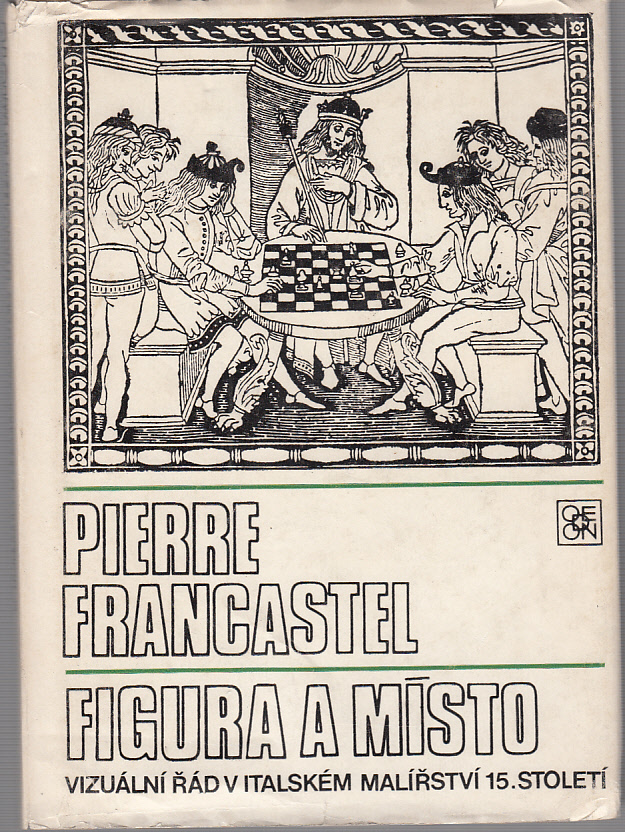 PIERRE
FRANCASTEL
ODEON
FIGURA A MÍSTO
VIZUÁLNÍ ŘÁD V ITALSKÉM MALÍŘSTVÍ 15. STOLETÍ